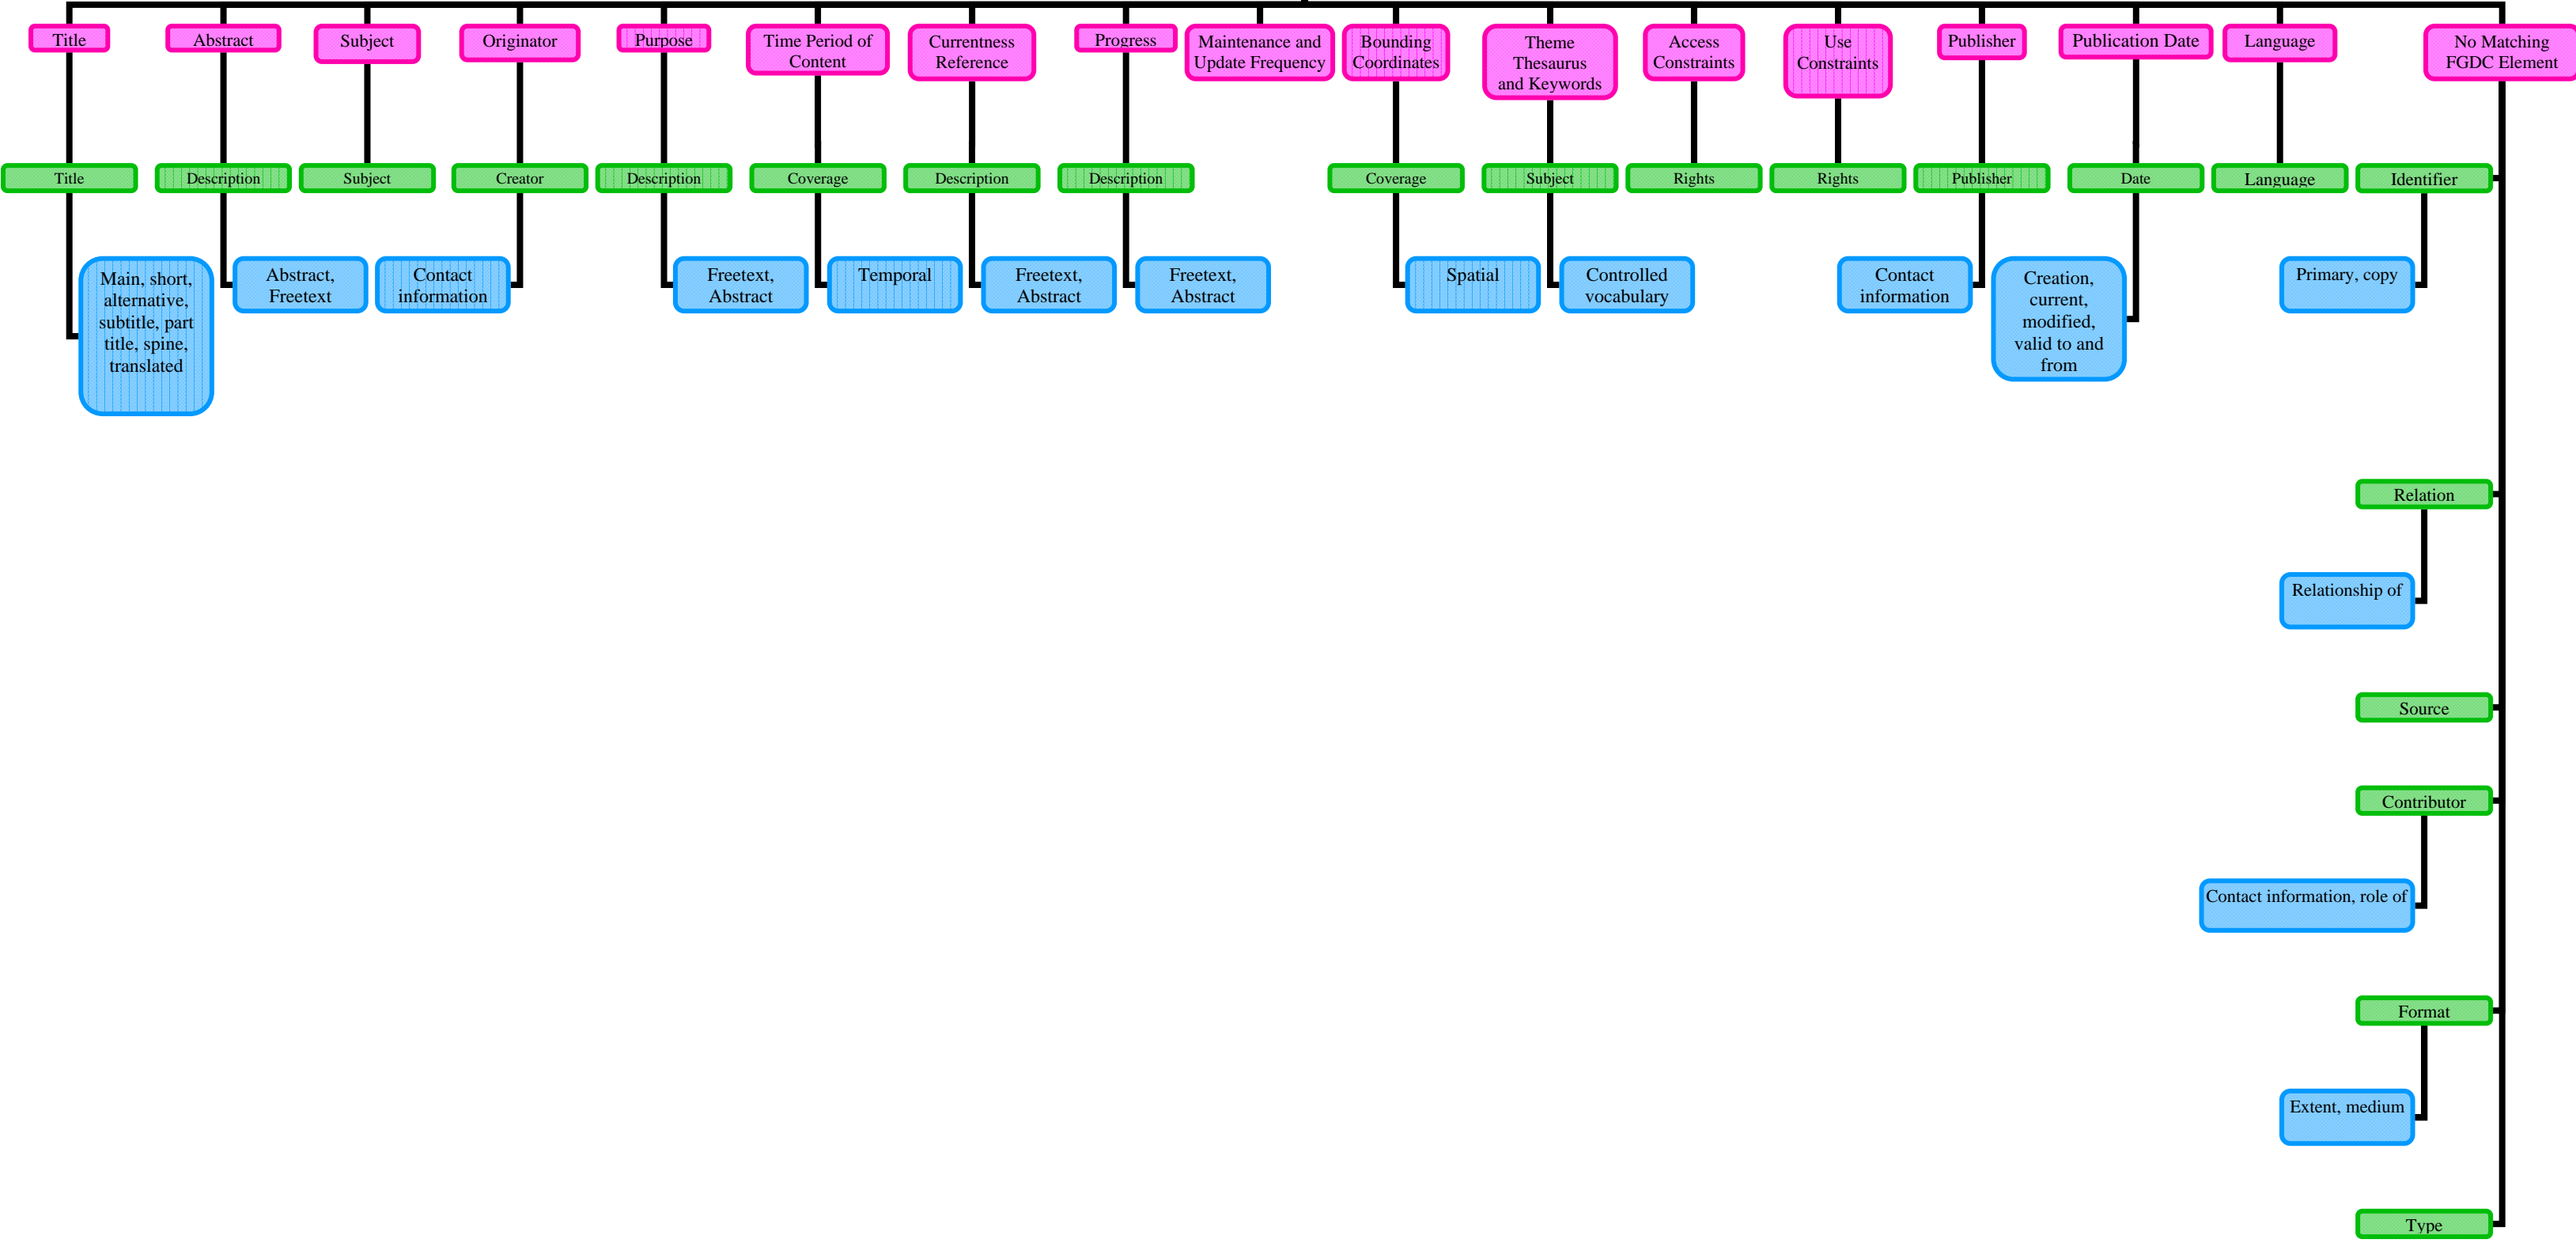 Title
Abstract
Subject
Originator
Purpose
Time Period of
Content
Currentness
Reference
Progress
Maintenance and
Update Frequency
Bounding
Coordinates
Theme
Thesaurus
and Keywords
Access
Constraints
Use
Constraints
Publisher
Publication Date
Language
No Matching
FGDC Element
Title
Description
Subject
Creator
Description
Coverage
Description
Description
Coverage
Subject
Rights
Rights
Publisher
Date
Language
Identifier
Main, short,
alternative,
subtitle, part
title, spine,
translated
Abstract,
Freetext
Contact
information
Freetext,
Abstract
Temporal
Freetext,
Abstract
Freetext,
Abstract
Spatial
Controlled
vocabulary
Contact
information
Creation,
current,
modified,
valid to and
from
Primary, copy
Relation
Relationship of
Source
Contributor
Contact information, role of
Format
Extent, medium
Type